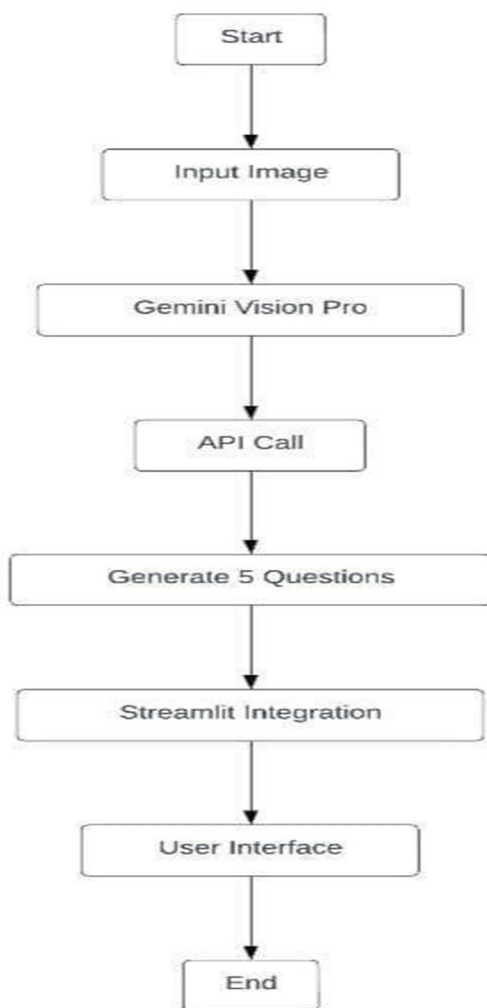 Start
Input Image
Gemini Vision Pro
API Call
Generate 5 Questions
Streamlit Integration
User Interface
End